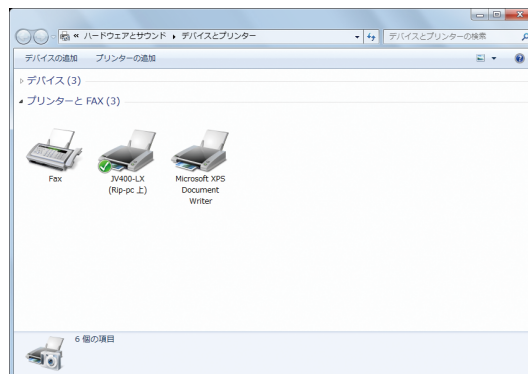 « ハードウェアとサウンド ▸ デバイスとプリンター
デバイスとプリンターの検索
デバイスの追加 プリンターの追加
デバイス (3)
プリンターと FAX (3)
Fax
JV400-LX
(Rip-pc 上)
Microsoft XPS
Document
Writer
6 個の項目